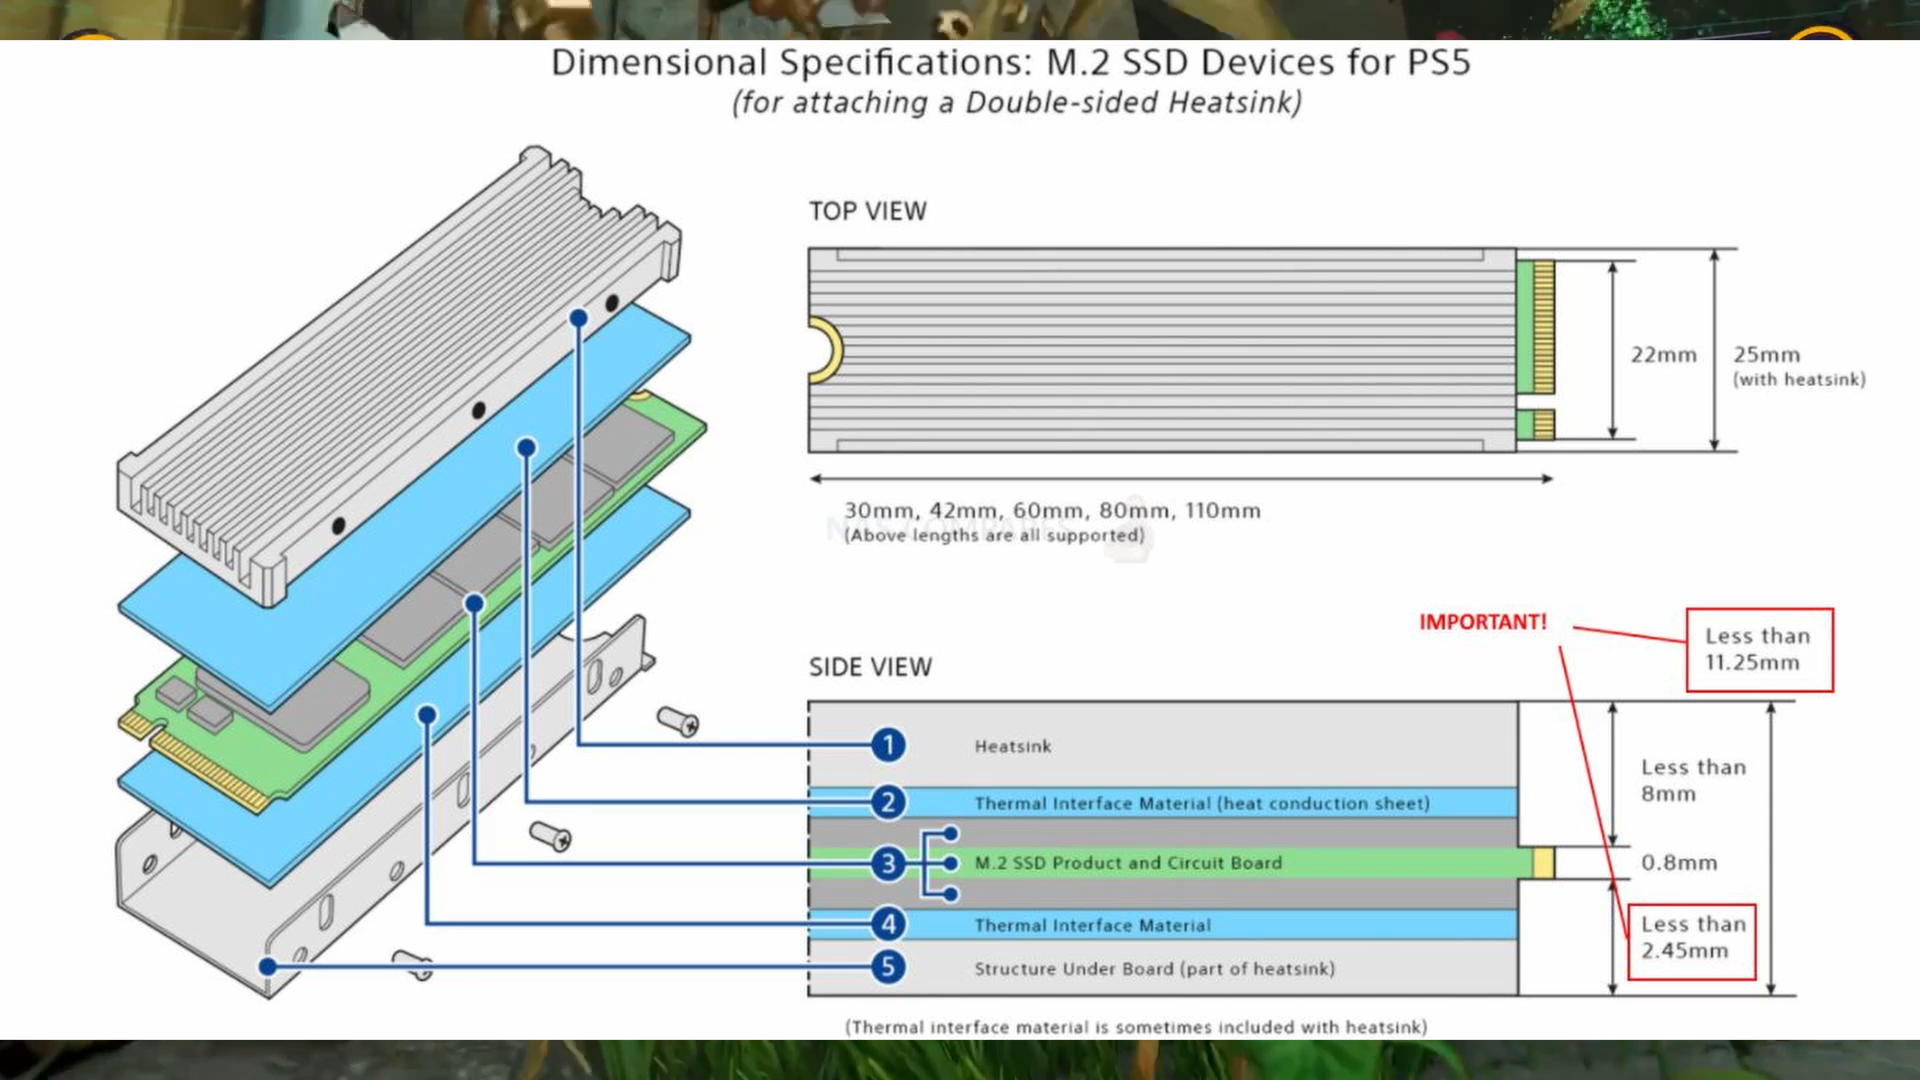 Dimensional Specifications: M.2 SSD Devices for PS5
(for attaching a Double-sided Heatsink)
TOP VIEW
22mm
25mm
(with heatsink)
30mm, 42mm, 60mm, 80mm, 110mm
NAS COMPARES
(Above lengths are all supported)
IMPORTANT!
Less than
11.25mm
SIDE VIEW
1 Heatsink
Less than
8mm
2 Thermal Interface Material (heat conduction sheet)
3 M.2 SSD Product and Circuit Board
0.8mm
4 Thermal Interface Material
Less than
2.45mm
5 Structure Under Board (part of heatsink)
(Thermal interface material is sometimes included with heatsink)